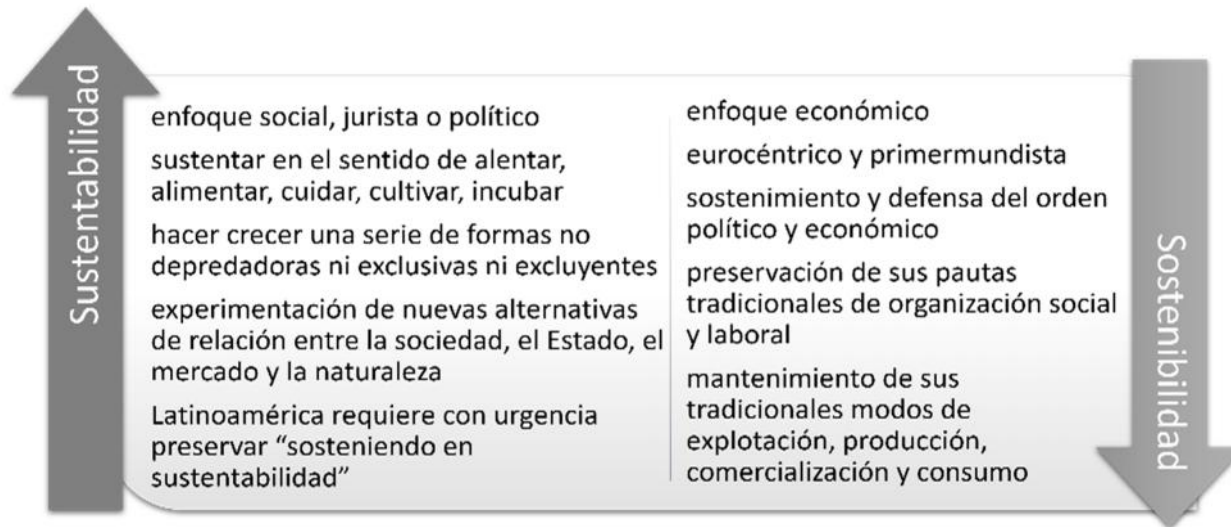 Sustentabilidad
enfoque social, jurista o político
sustentar en el sentido de alentar,
alimentar, cuidar, cultivar, incubar
hacer crecer una serie de formas no
depredadoras ni exclusivas ni excluyentes
experimentación de nuevas alternativas
de relación entre la sociedad, el Estado, el
mercado y la naturaleza
Latinoamérica requiere con urgencia
preservar “sosteniendo en
sustentabilidad”
enfoque económico
eurocéntrico y primermundista
sostenimiento y defensa del orden
político y económico
preservación de sus pautas
tradicionales de organización social
y laboral
mantenimiento de sus
tradicionales modos de
explotación, producción,
comercialización y consumo
Sostenibilidad